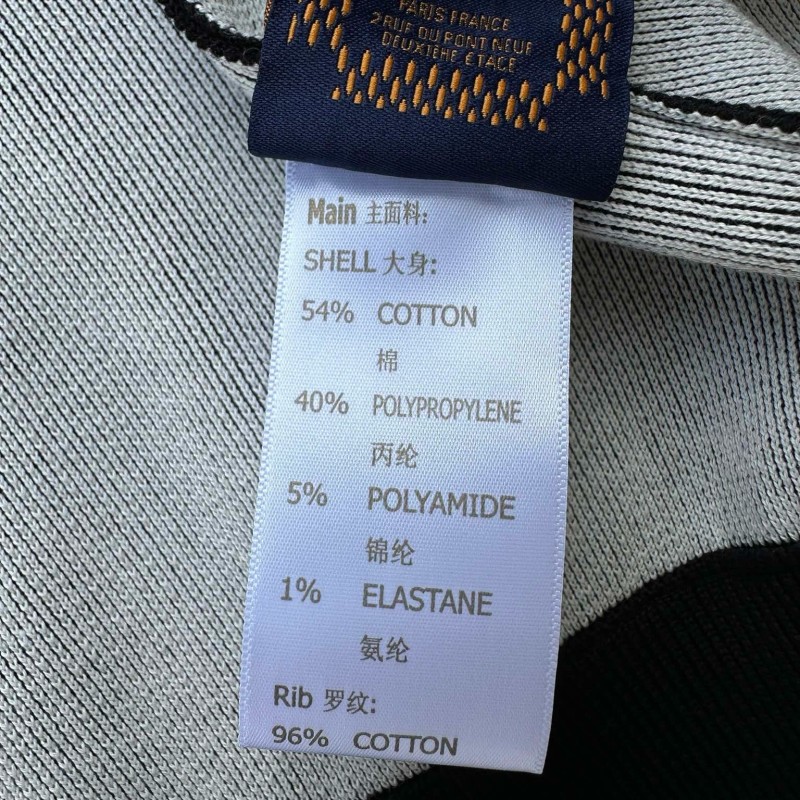 PARIS FRANCE
2 RUE DU PONT NEUF
DEUXIÈME ÉTAGE
Main 主面料:
SHELL 大身:
54% COTTON
棉
40% POLYPROPYLENE
丙纶
5% POLYAMIDE
锦纶
1% ELASTANE
氨纶
Rib 罗纹:
96% COTTON